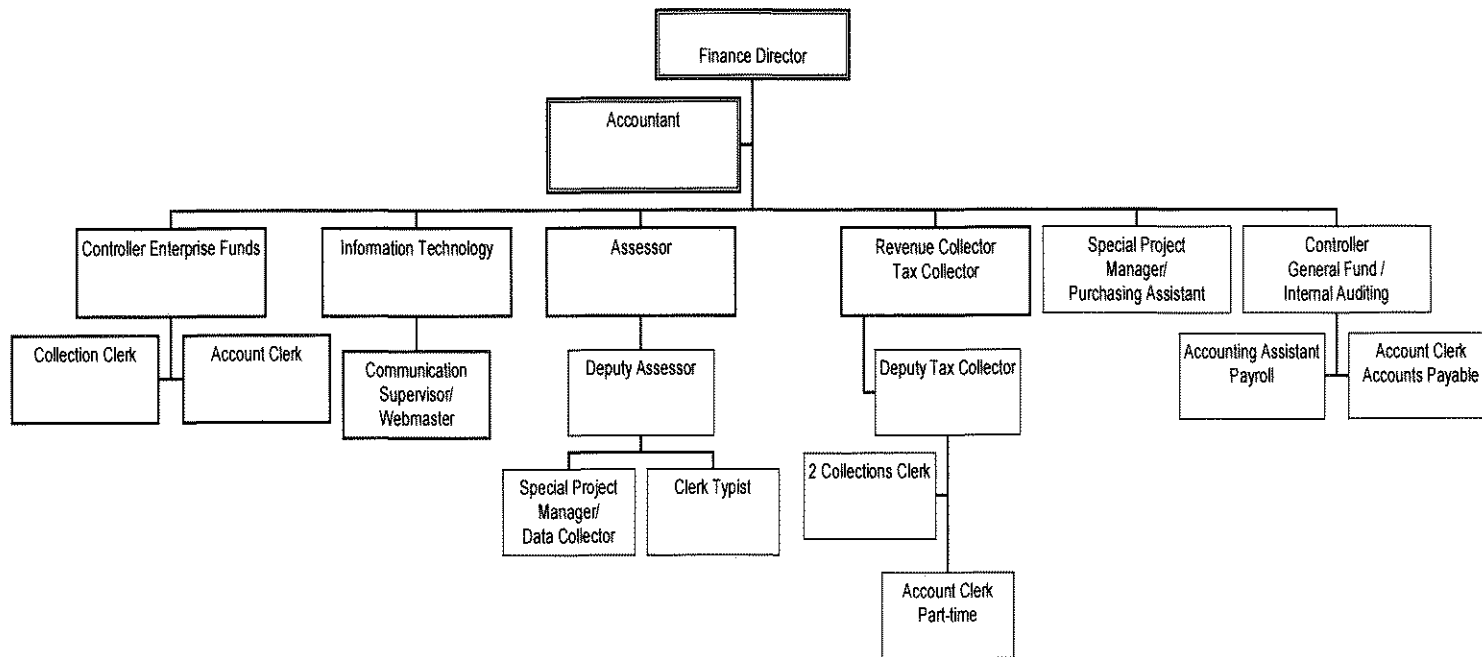 Finance Director
Accountant
Controller Enterprise Funds
Information Technology
Assessor
Revenue Collector
Tax Collector
Special Project
Manager/
Purchasing Assistant
Controller
General Fund /
Internal Auditing
Collection Clerk
Account Clerk
Communication
Supervisor/
Webmaster
Deputy Assessor
Deputy Tax Collector
Accounting Assistant
Payroll
Account Clerk
Accounts Payable
Special Project
Manager/
Data Collector
Clerk Typist
2 Collections Clerk
Account Clerk
Part-time